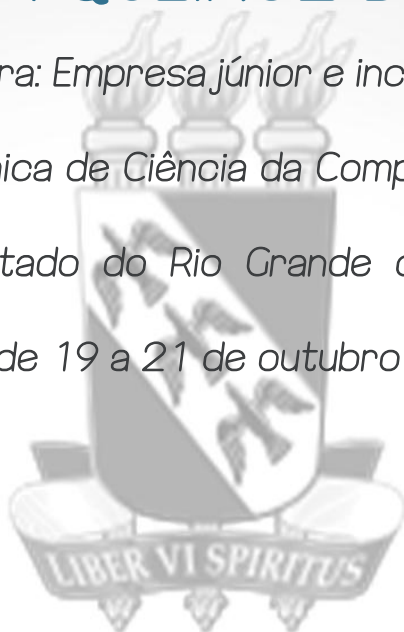 ra: Empresa júnior e inc
nica de Ciência da Comp
tado do Rio Grande
de 19 a 21 de outubro
LIBER VI SPIRITUS